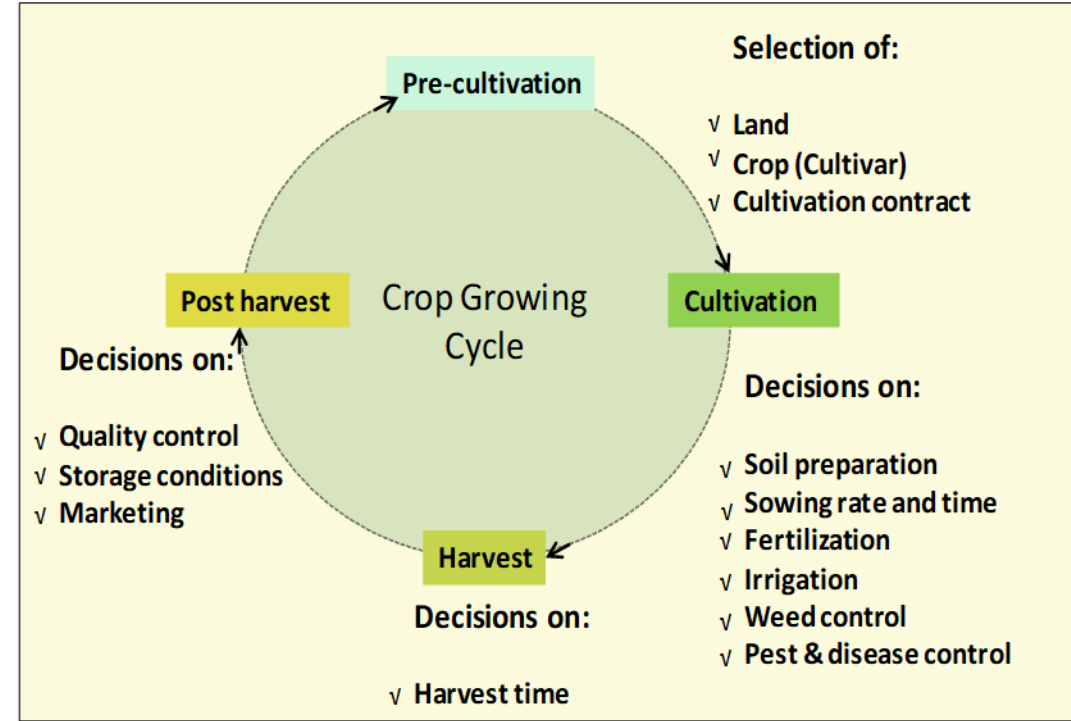 Pre-cultivation
Selection of:
√ Land
√ Crop (Cultivar)
√ Cultivation contract
Cultivation
Decisions on:
√ Soil preparation
√ Sowing rate and time
√ Fertilization
√ Irrigation
√ Weed control
√ Pest & disease control
Harvest
Decisions on:
√ Harvest time
Post harvest
Decisions on:
√ Quality control
√ Storage conditions
√ Marketing
Crop Growing
Cycle